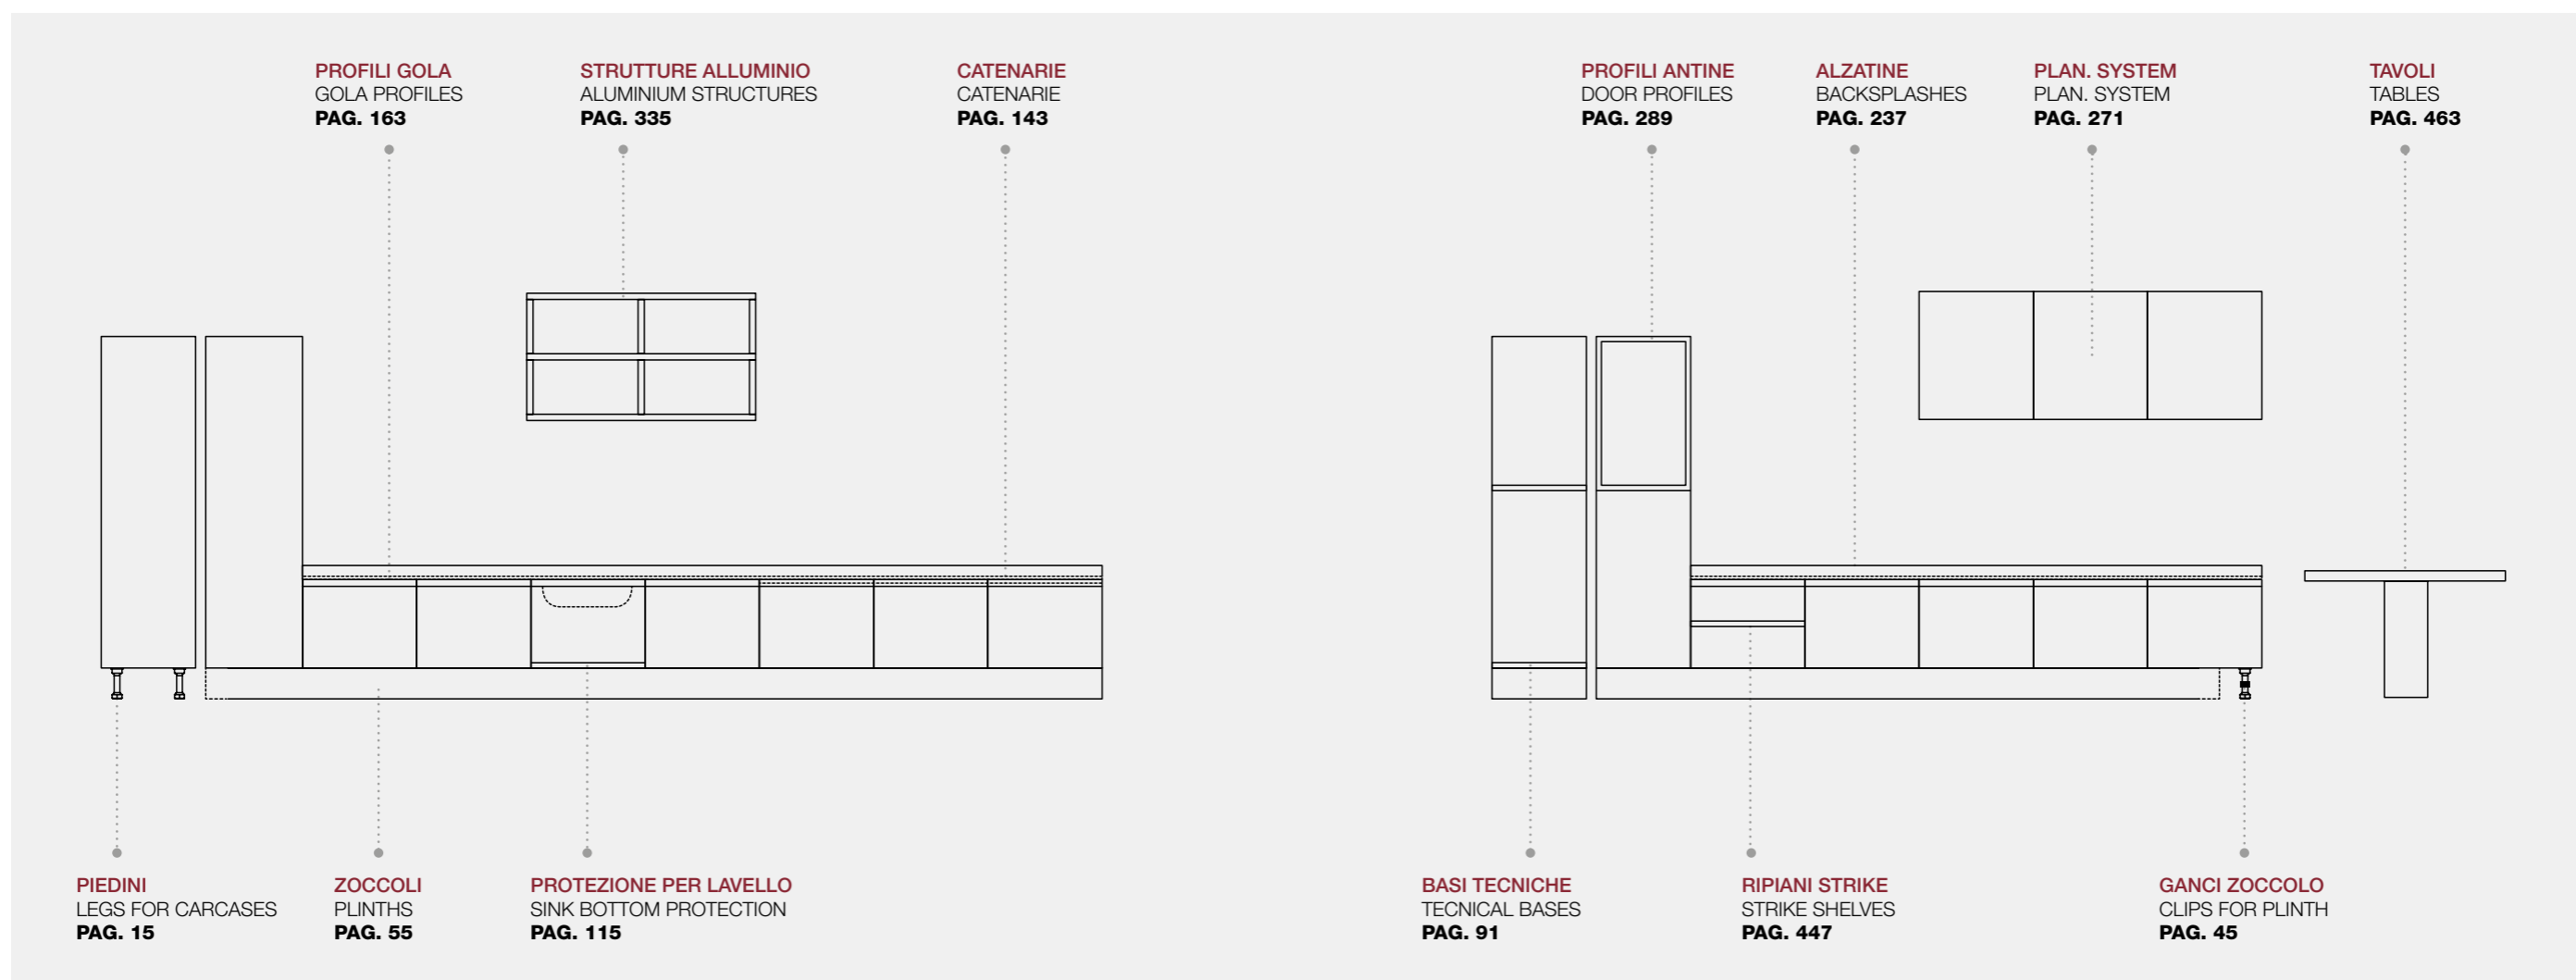 PROFILI GOLA
GOLA PROFILES
PAG. 163
STRUTTURE ALLUMINIO
ALUMINIUM STRUCTURES
PAG. 335
CATENARIE
CATENARIE
PAG. 143
PROFILI ANTINE
DOOR PROFILES
PAG. 289
ALZATINE
BACKSPLASHES
PAG. 237
PLAN. SYSTEM
PLAN. SYSTEM
PAG. 271
TAVOLI
TABLES
PAG. 463
PIEDINI
LEGS FOR CARCASES
PAG. 15
ZOCCOLI
PLINTHS
PAG. 55
PROTEZIONE PER LAVELLO
SINK BOTTOM PROTECTION
PAG. 115
BASI TECNICHE
TECNICAL BASES
PAG. 91
RIPIANI STRIKE
STRIKE SHELVES
PAG. 447
GANCI ZOCCOLO
CLIPS FOR PLINTH
PAG. 45